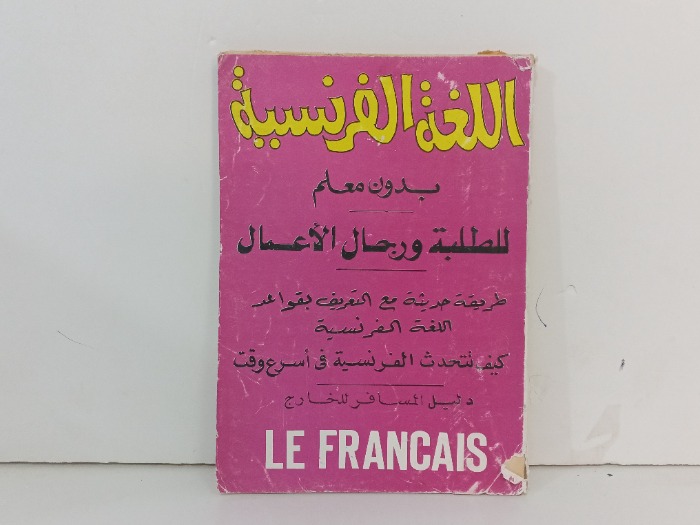 اللغة الفرنسية
بدون معلم
للطلبة ورجال الأعمال
طريقة حديثة مع التعريف بقواعد
اللغة الفرنسية
كيف تتحدث الفرنسية في أسرع وقت
دليل المسافر للخارج
LE FRANCAIS